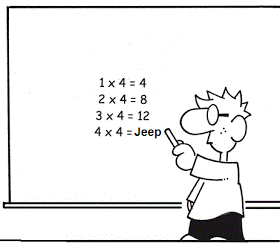 1 x 4 = 4
2 x 4 = 8
3 x 4 = 12
4 x 4 = Jeep